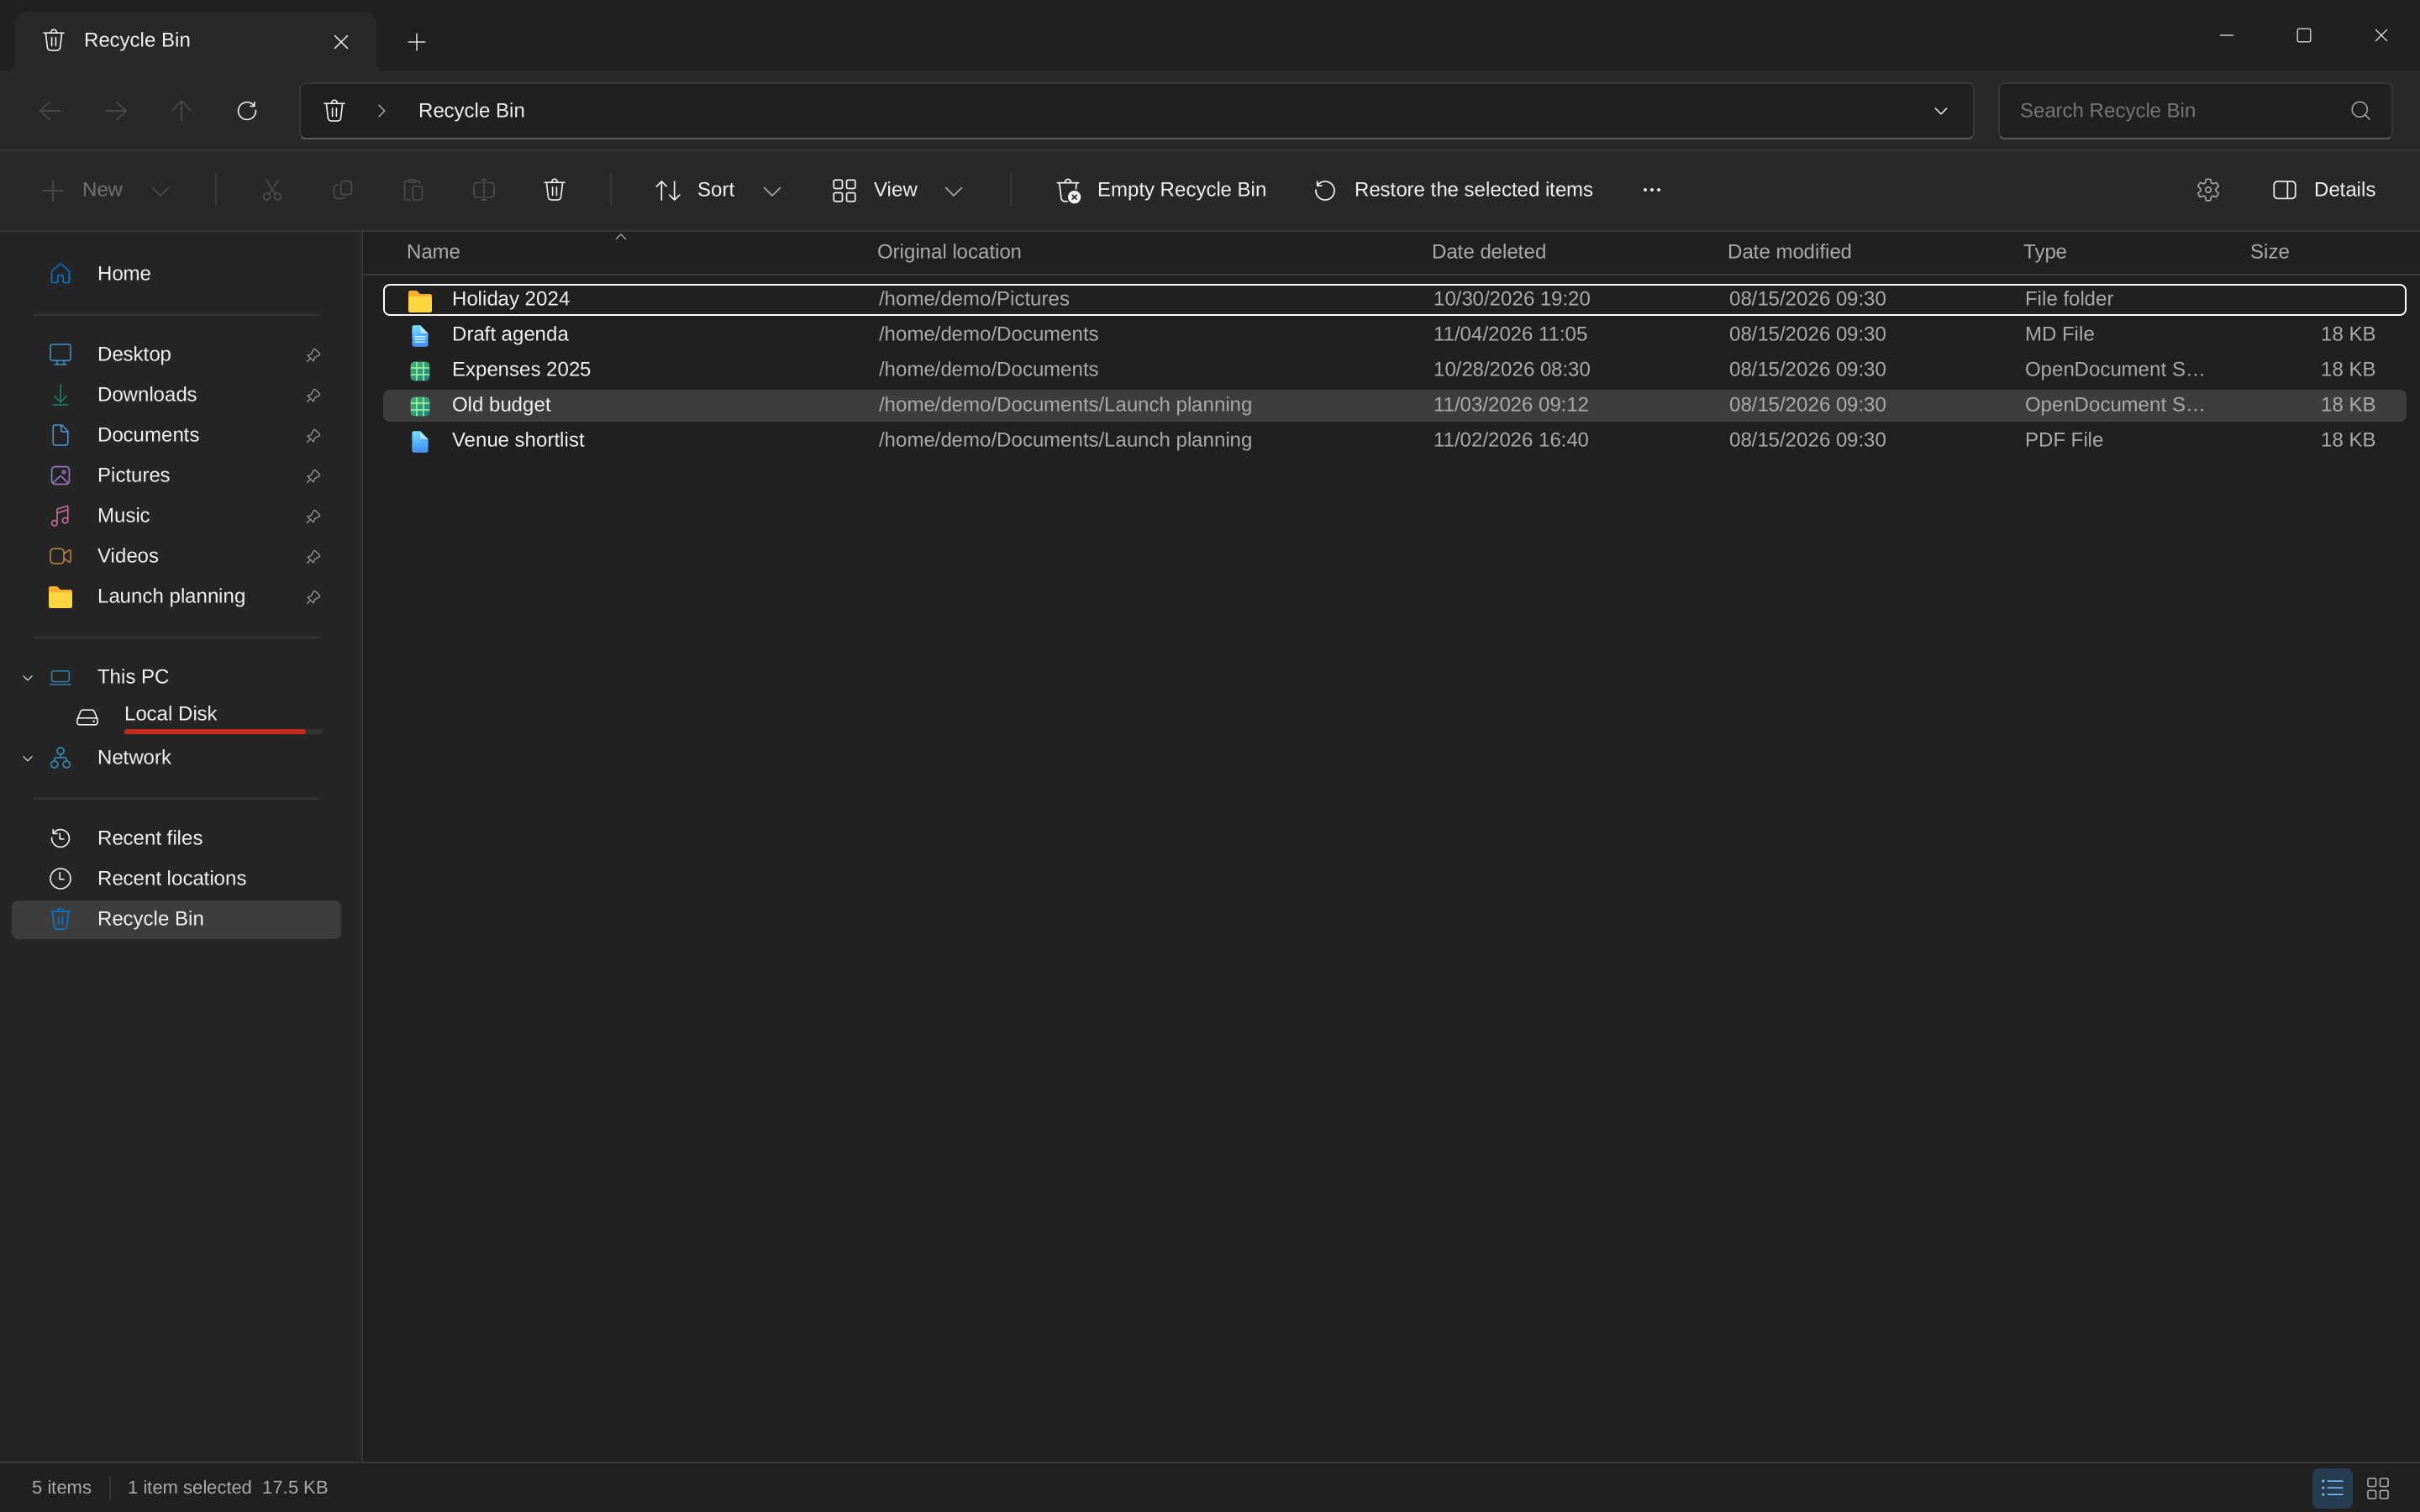 Recycle Bin
Recycle Bin
Search Recycle Bin
New
Sort
View
Empty Recycle Bin
Restore the selected items
Details
Home
Desktop
Downloads
Documents
Pictures
Music
Videos
Launch planning
This PC
Local Disk
Network
Recent files
Recent locations
Recycle Bin
Name Original location Date deleted Date modified Type Size
Holiday 2024 /home/demo/Pictures 10/30/2026 19:20 08/15/2026 09:30 File folder
Draft agenda /home/demo/Documents 11/04/2026 11:05 08/15/2026 09:30 MD File 18 KB
Expenses 2025 /home/demo/Documents 10/28/2026 08:30 08/15/2026 09:30 OpenDocument S… 18 KB
Old budget /home/demo/Documents/Launch planning 11/03/2026 09:12 08/15/2026 09:30 OpenDocument S… 18 KB
Venue shortlist /home/demo/Documents/Launch planning 11/02/2026 16:40 08/15/2026 09:30 PDF File 18 KB
5 items 1 item selected 17.5 KB